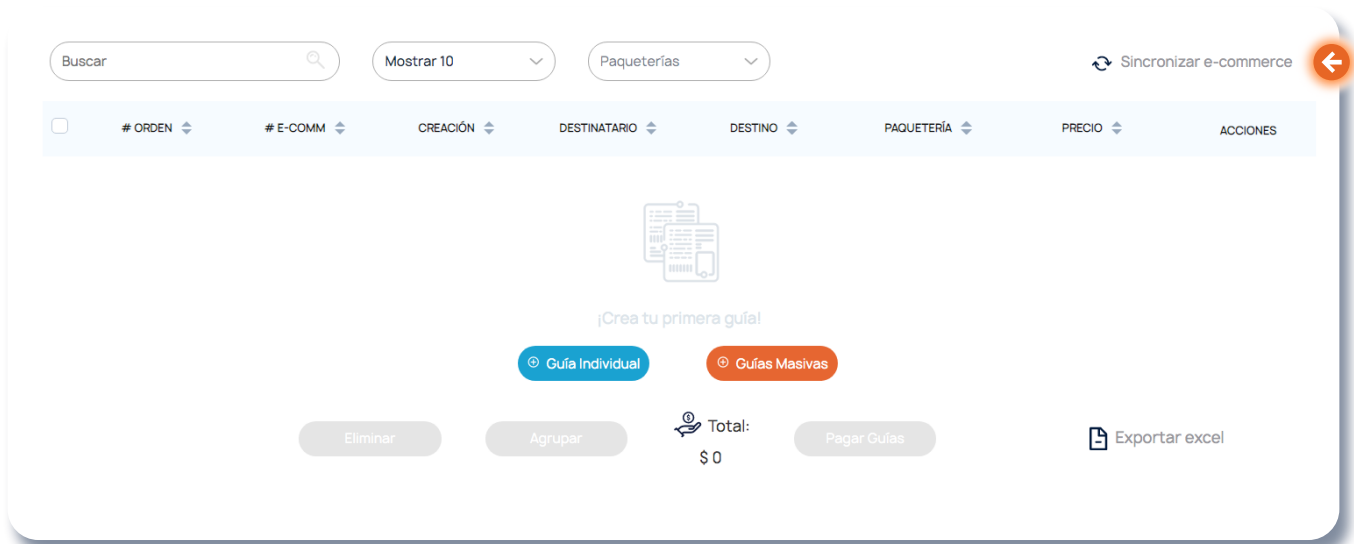 Buscar
Mostrar 10
Paqueterías
Sincronizar e-commerce
# ORDEN
# E-COMM
CREACIÓN
DESTINATARIO
DESTINO
PAQUETERÍA
PRECIO
ACCIONES
¡Crea tu primera guía!
Guía Individual
Guías Masivas
Eliminar
Agrupar
Total:
$ 0
Pagar Guías
Exportar excel